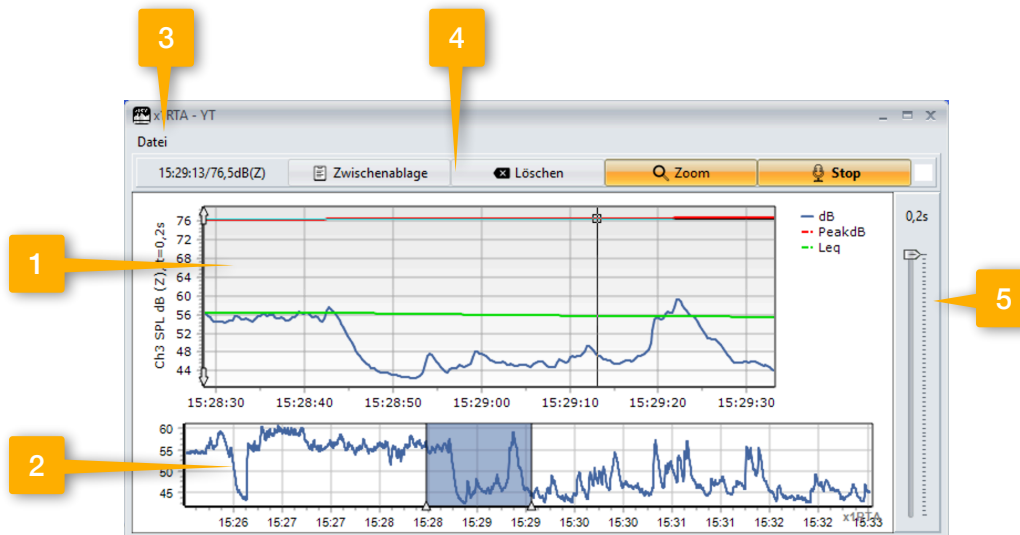 3
4
x1RTA - YT
Datei
15:29:13/76,5dB(Z)
Zwischenablage
Löschen
Zoom
Stop
76
72
68
64
60
56
52
48
44
Ch3 SPL dB (Z), t=0,2s
dB
PeakdB
Leq
0,2s
1
5
15:28:30 15:28:40 15:28:50 15:29:00 15:29:10 15:29:20 15:29:30
2
60
55
50
45
15:26 15:27 15:27 15:28 15:28 15:29 15:29 15:30 15:30 15:31 15:31 15:32 15:32 15:33
x1RTA